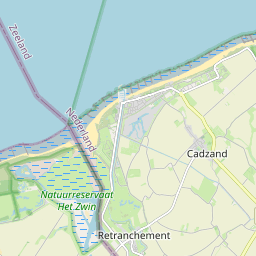 Zeeland
Nederland
Cadzand
Natuurreservaat
Het Zwin
Retranchement